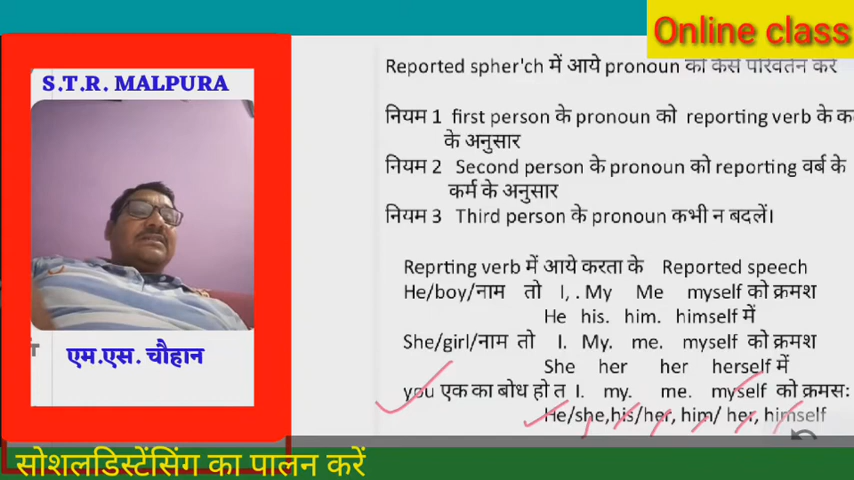 Online class
S.T.R. MALPURA
एम.एस. चौहान
Reported spher'ch में आये pronoun को कैसे परिवर्तन करें
नियम 1 first person के pronoun को reporting verb के
के अनुसार
नियम 2 Second person के pronoun को reporting वर्ब के
कर्म के अनुसार
नियम 3 Third person के pronoun कभी न बदलें।
Reprting verb में आये करता के Reported speech
He/boy/नाम तो I, . My Me myself को क्रमश
He his. him. himself में
She/girl/नाम तो I. My. me. myself को क्रमश
She her her herself में
you एक का बोध हो त I. my. me. myself को क्रमसः
He/she,his/her, him/ her, himself
सोशलडिस्टेंसिंग का पालन करें